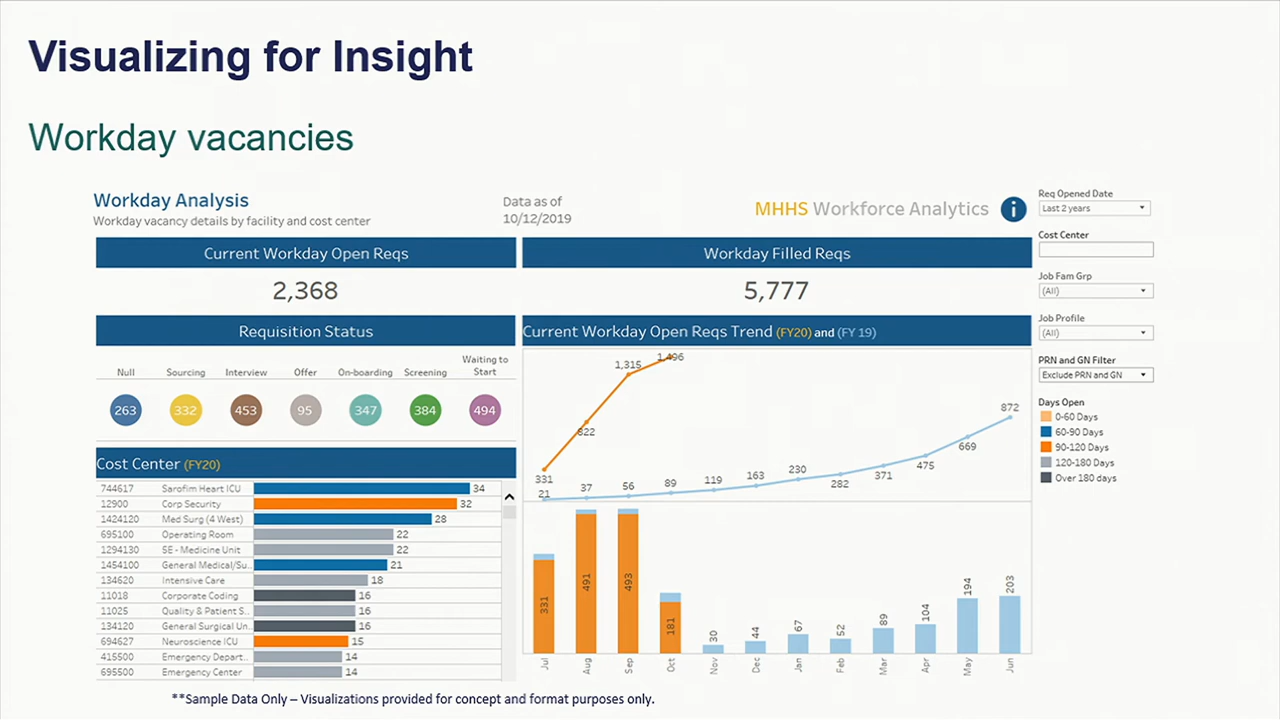 Visualizing for Insight
Workday vacancies
Workday Analysis
Workday vacancy details by facility and cost center
Data as of
10/12/2019
MHHS Workforce Analytics
i
Req Opened Date
Last 2 years
Cost Center
Job Fam Grp
(All)
Job Profile
(All)
PRN and GN Filter
Exclude PRN and GN
Days Open
0-60 Days
60-90 Days
90-120 Days
120-180 Days
Over 180 days
Current Workday Open Reqs
2,368
Workday Filled Reqs
5,777
Requisition Status
Null Sourcing Interview Offer On-boarding Screening Waiting to Start
263 332 453 95 347 384 494
Cost Center (FY20)
744617 Sarofim Heart ICU 34
12900 Corp Security 32
1424120 Med Surg (4 West) 28
695100 Operating Room 22
1294130 SE - Medicine Unit 22
1454100 General Medical/Su.. 21
134620 Intensive Care 18
11018 Corporate Coding 16
11025 Quality & Patient S.. 16
134120 General Surgical Un.. 16
694627 Neuroscience ICU 15
415500 Emergency Depart.. 14
695500 Emergency Center 14
Current Workday Open Reqs Trend (FY20) and (FY 19)
331 822 1,315 1,496
21 37 56 89 119 163 230 282 371 475 669 872
331 491 493 181 30 44 67 52 89 104 194 203
Jul Aug Sep Oct Nov Dec Jan Feb Mar Apr May Jun
**Sample Data Only – Visualizations provided for concept and format purposes only.